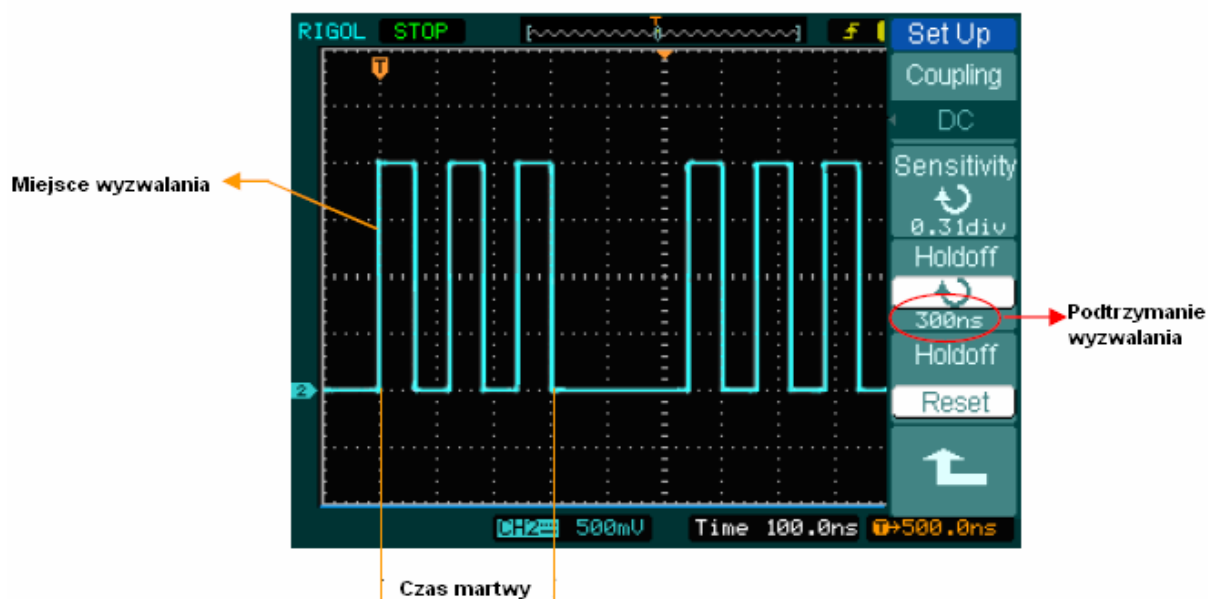 RIGOL STOP T Set Up
Coupling
T
DC
Sensitivity
Miejsce wyzwalania
0.31div
Holdoff
300ns
Podtrzymanie
wyzwalania
Holdoff
2
Reset
CH2 500mV Time 100.0ns T→500.0ns
Czas martwy